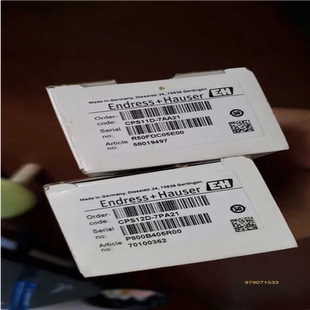 Made in Germany, Dieselstr. 24, 70839 Gerlingen
Endress+Hauser
EH
Order-code: CPS11D-7AA21
Serial no: R50FDC05E00
Article no: 58019497
Made in Germany, Dieselstr. 24, 70839 Gerlingen
Endress+Hauser
EH
Order-code: CPS12D-7PA21
Serial no: P800B405R00
Article no: 70100362
979071533